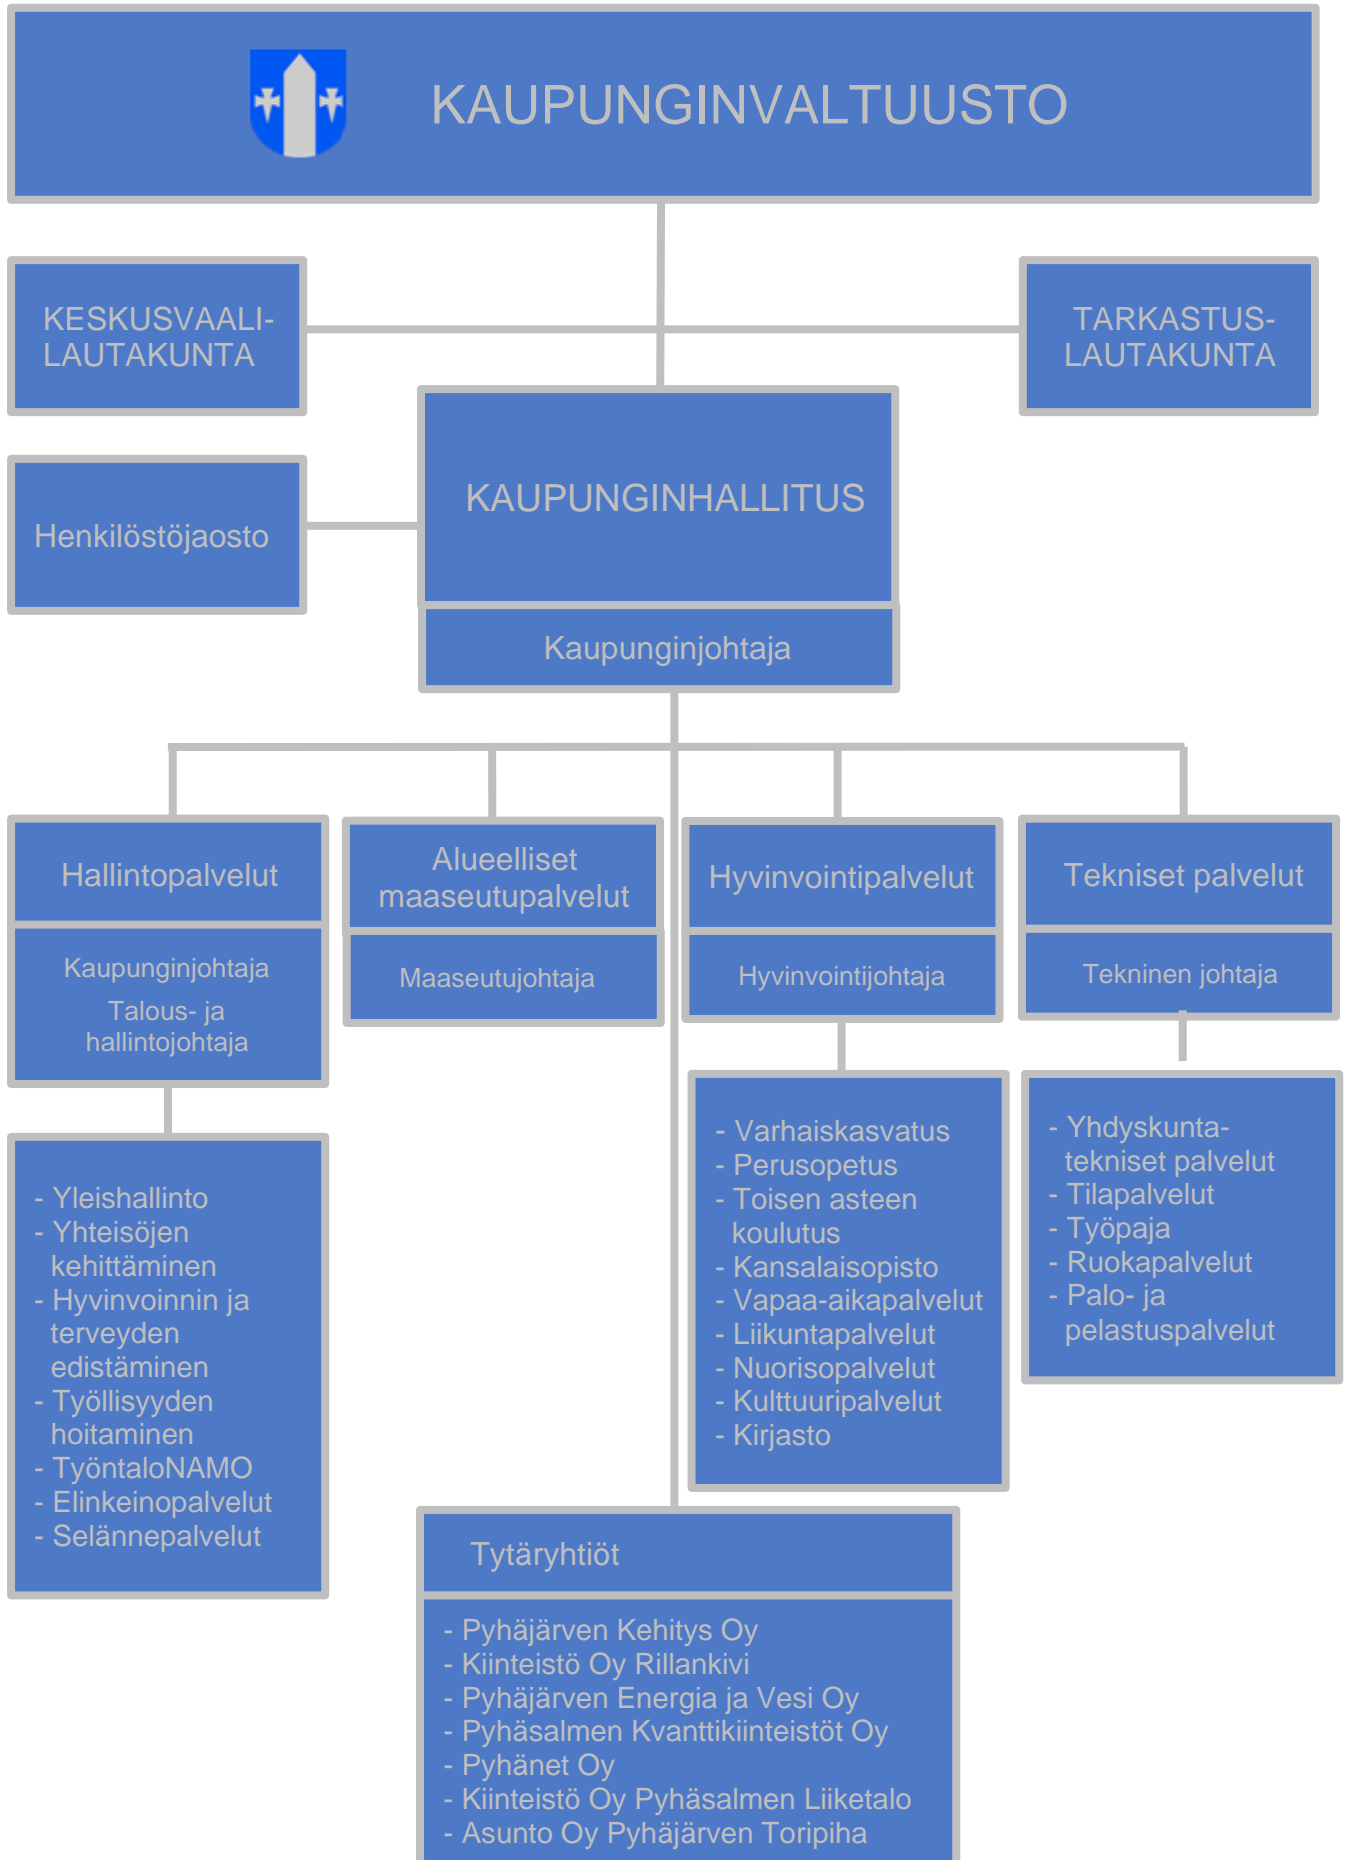 KAUPUNGINVALTUUSTO
KESKUSVAALI-
LAUTAKUNTA
TARKASTUS-
LAUTAKUNTA
Henkilöstöjaosto
KAUPUNGINHALLITUS
Kaupunginjohtaja
Hallintopalvelut
Kaupunginjohtaja
Talous- ja
hallintojohtaja
- Yleishallinto
- Yhteisöjen
kehittäminen
- Hyvinvoinnin ja
terveyden
edistäminen
- Työllisyyden
hoitaminen
- TyöntaloNAMO
- Elinkeinopalvelut
- Selännepalvelut
Alueelliset
maaseutupalvelut
Maaseutujohtaja
Hyvinvointipalvelut
Hyvinvointijohtaja
- Varhaiskasvatus
- Perusopetus
- Toisen asteen
koulutus
- Kansalaisopisto
- Vapaa-aikapalvelut
- Liikuntapalvelut
- Nuorisopalvelut
- Kulttuuripalvelut
- Kirjasto
Tekniset palvelut
Tekninen johtaja
- Yhdyskunta-
tekniset palvelut
- Tilapalvelut
- Työpaja
- Ruokapalvelut
- Palo- ja
pelastuspalvelut
Tytäryhtiöt
- Pyhäjärven Kehitys Oy
- Kiinteistö Oy Rillankivi
- Pyhäjärven Energia ja Vesi Oy
- Pyhäsalmen Kvanttikiinteistöt Oy
- Pyhänet Oy
- Kiinteistö Oy Pyhäsalmen Liiketalo
- Asunto Oy Pyhäjärven Toripiha